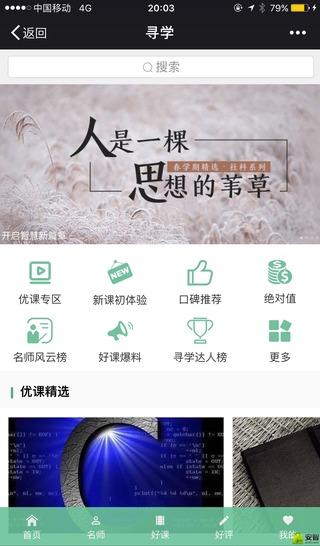 中国移动 4G 20:03 79%
返回 寻学
搜索
人是一棵
春学期精选·社科系列
思想的苇草
开启智慧新篇章
优课专区 新课初体验 口碑推荐 绝对值
NEW
名师风云榜 好课爆料 寻学达人榜 更多
优课精选
首页 名师 好课 好评 我的
安智